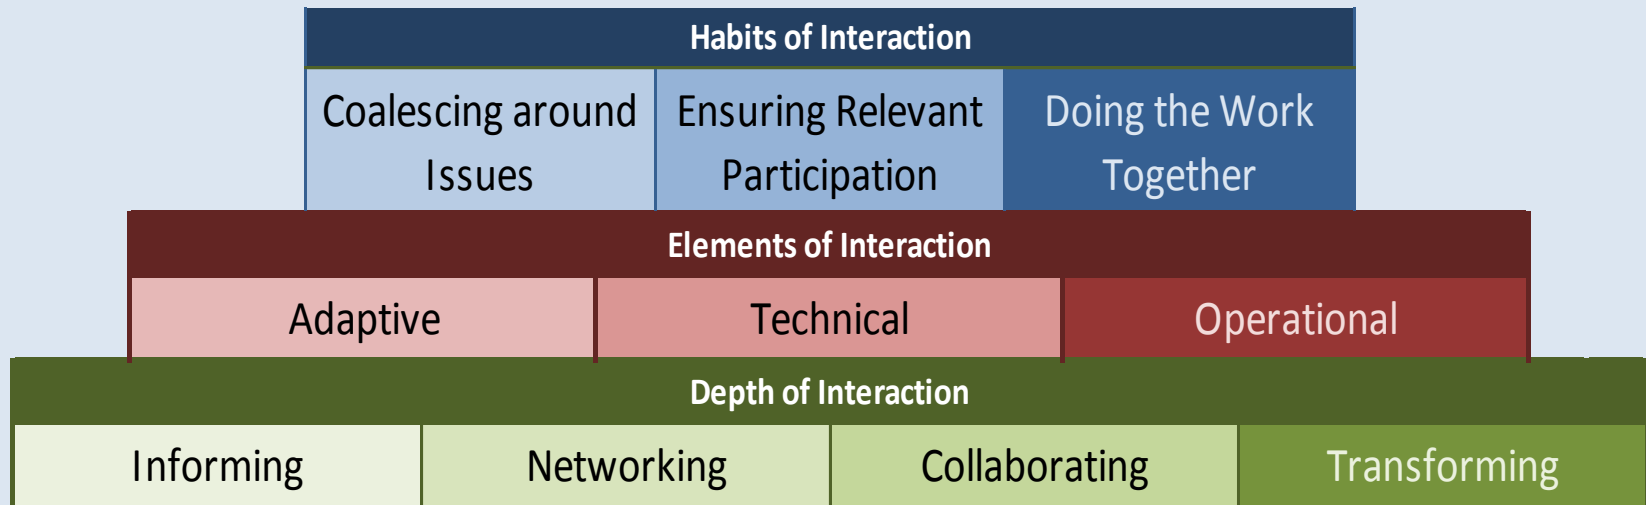 Habits of Interaction
Coalescing around Ensuring Relevant Doing the Work
Issues Participation Together
Elements of Interaction
Adaptive Technical Operational
Depth of Interaction
Informing Networking Collaborating Transforming